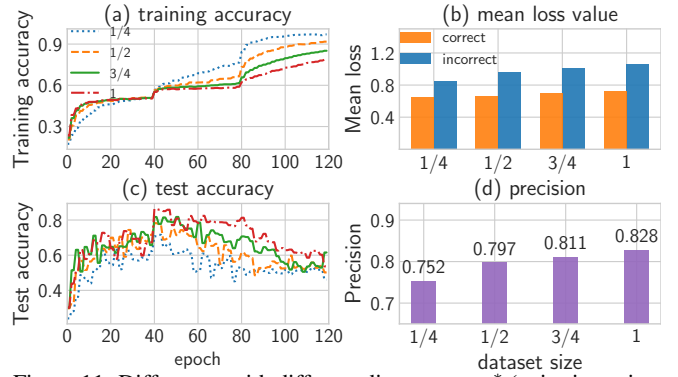 (a) training accuracy
Training accuracy
0.9
0.6
0.3
1/4
1/2
3/4
1
0 20 40 60 80 100 120
(b) mean loss value
Mean loss
1.2
0.8
0.4
correct
incorrect
1/4 1/2 3/4 1
(c) test accuracy
Test accuracy
0.8
0.6
0.4
0 20 40 60 80 100 120
epoch
(d) precision
Precision
0.9
0.8
0.7
0.752 0.797 0.811 0.828
1/4 1/2 3/4 1
dataset size